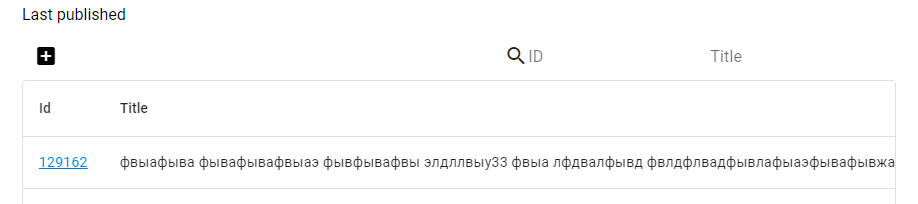 Last published
ID Title
Id Title
129162 фвыафыва фывафывафвыаэ фывфывафвы элдллвыу33 фвыа лфдвалфывд фвлдфлвадфывлафыаэфывафывжа